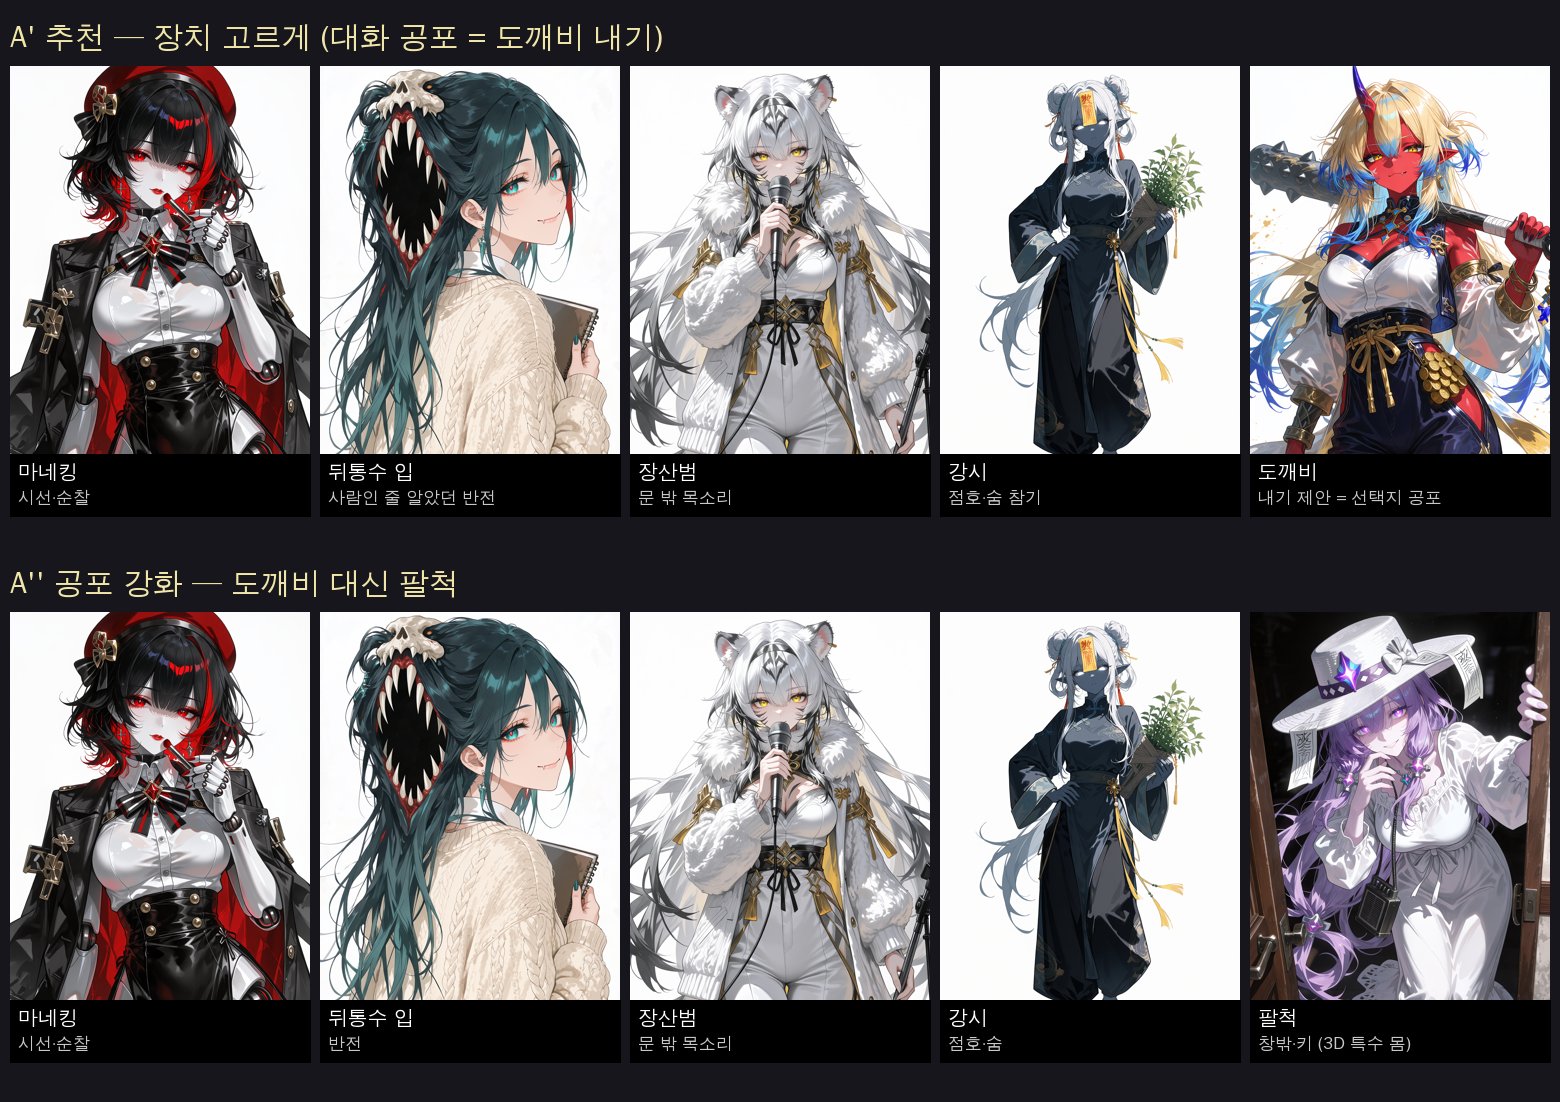 A' 추천 — 장치 고르게 (대화 공포 = 도깨비 내기)
마네킹
시선·순찰
뒤통수 입
사람인 줄 알았던 반전
장산범
문 밖 목소리
강시
점호·숨 참기
도깨비
내기 제안 = 선택지 공포
A'' 공포 강화 — 도깨비 대신 팔척
마네킹
시선·순찰
뒤통수 입
반전
장산범
문 밖 목소리
강시
점호·숨
팔척
창밖·키 (3D 특수 몸)